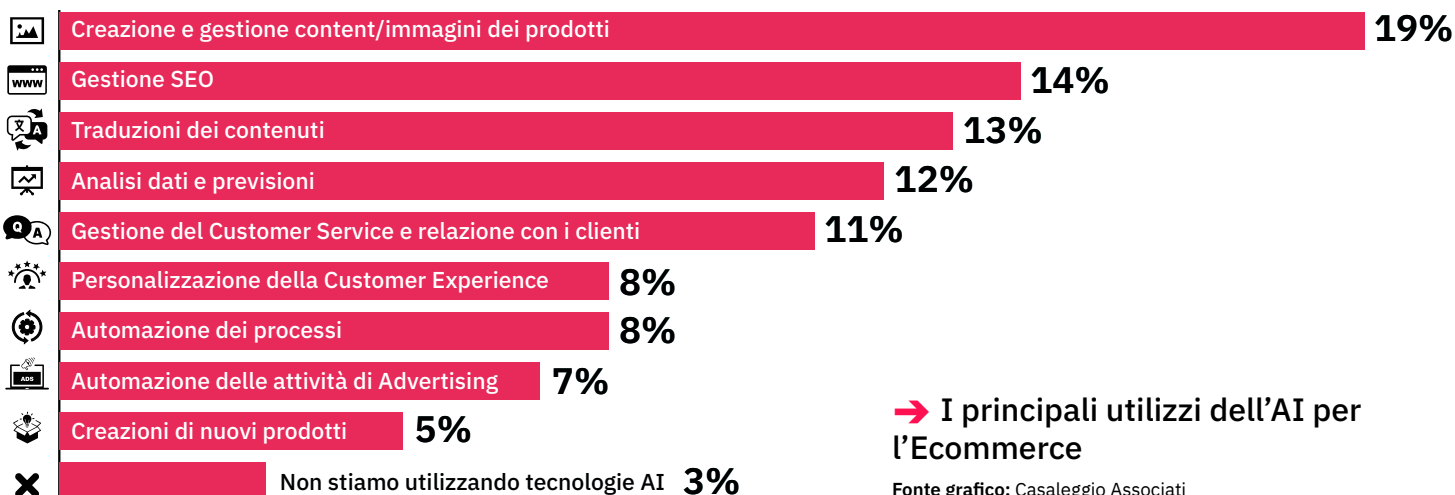 Creazione e gestione content/immagini dei prodotti 19%
www Gestione SEO 14%
文 A Traduzioni dei contenuti 13%
Analisi dati e previsioni 12%
Q A Gestione del Customer Service e relazione con i clienti 11%
Personalizzazione della Customer Experience 8%
Automazione dei processi 8%
ADS Automazione delle attività di Advertising 7%
Creazioni di nuovi prodotti 5%
Non stiamo utilizzando tecnologie AI 3%
➔ I principali utilizzi dell'AI per
l'Ecommerce
Fonte grafico: Casaleggio Associati